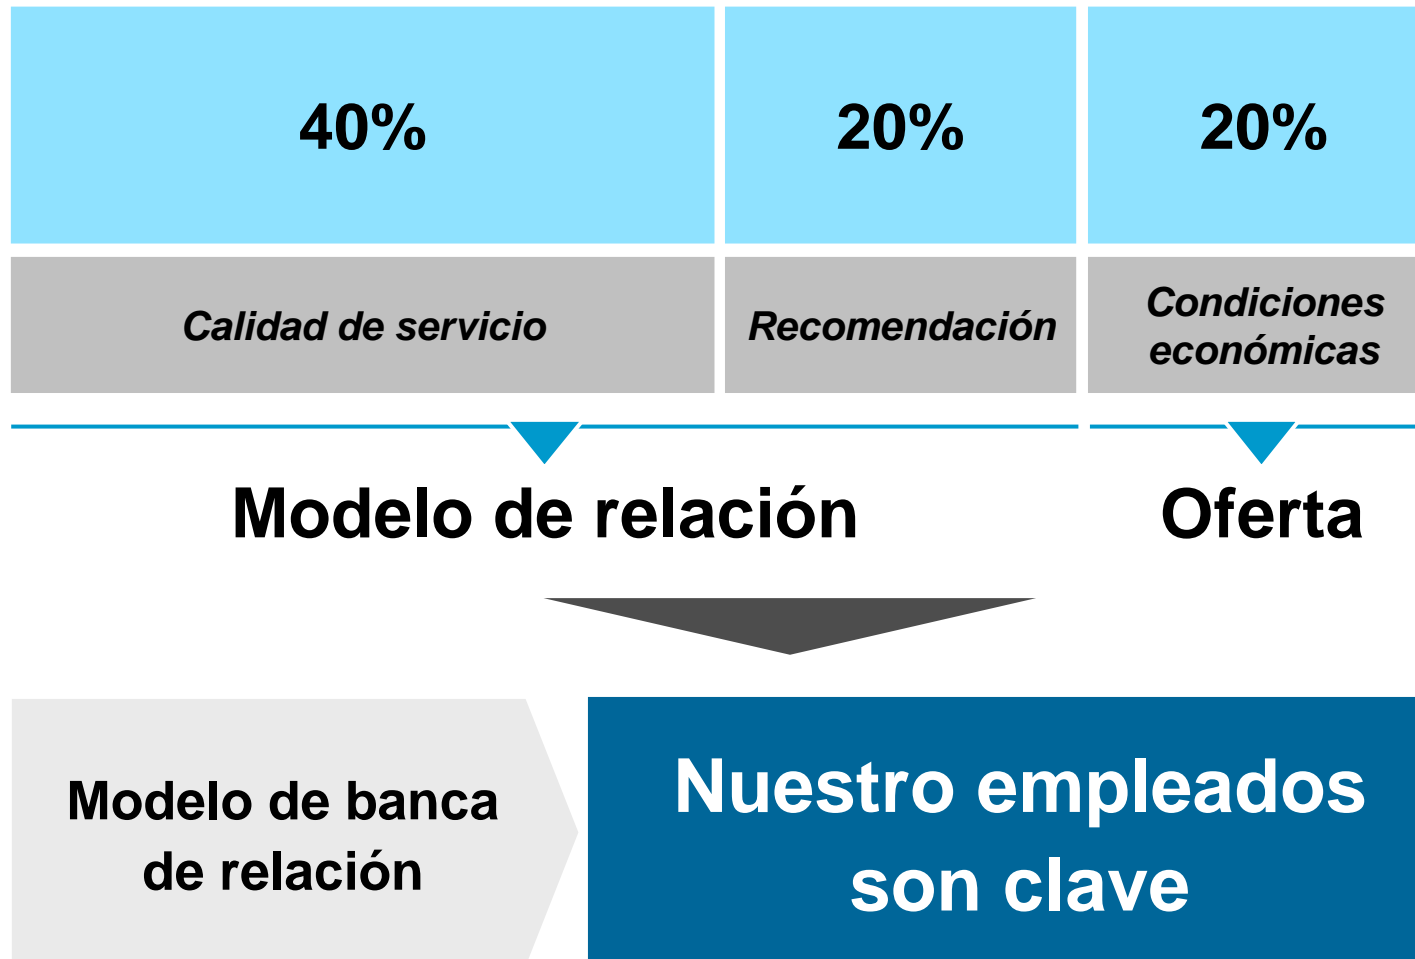 40%
20%
20%
Calidad de servicio
Recomendación
Condiciones
económicas
Modelo de relación
Oferta
Modelo de banca
de relación
Nuestro empleados
son clave